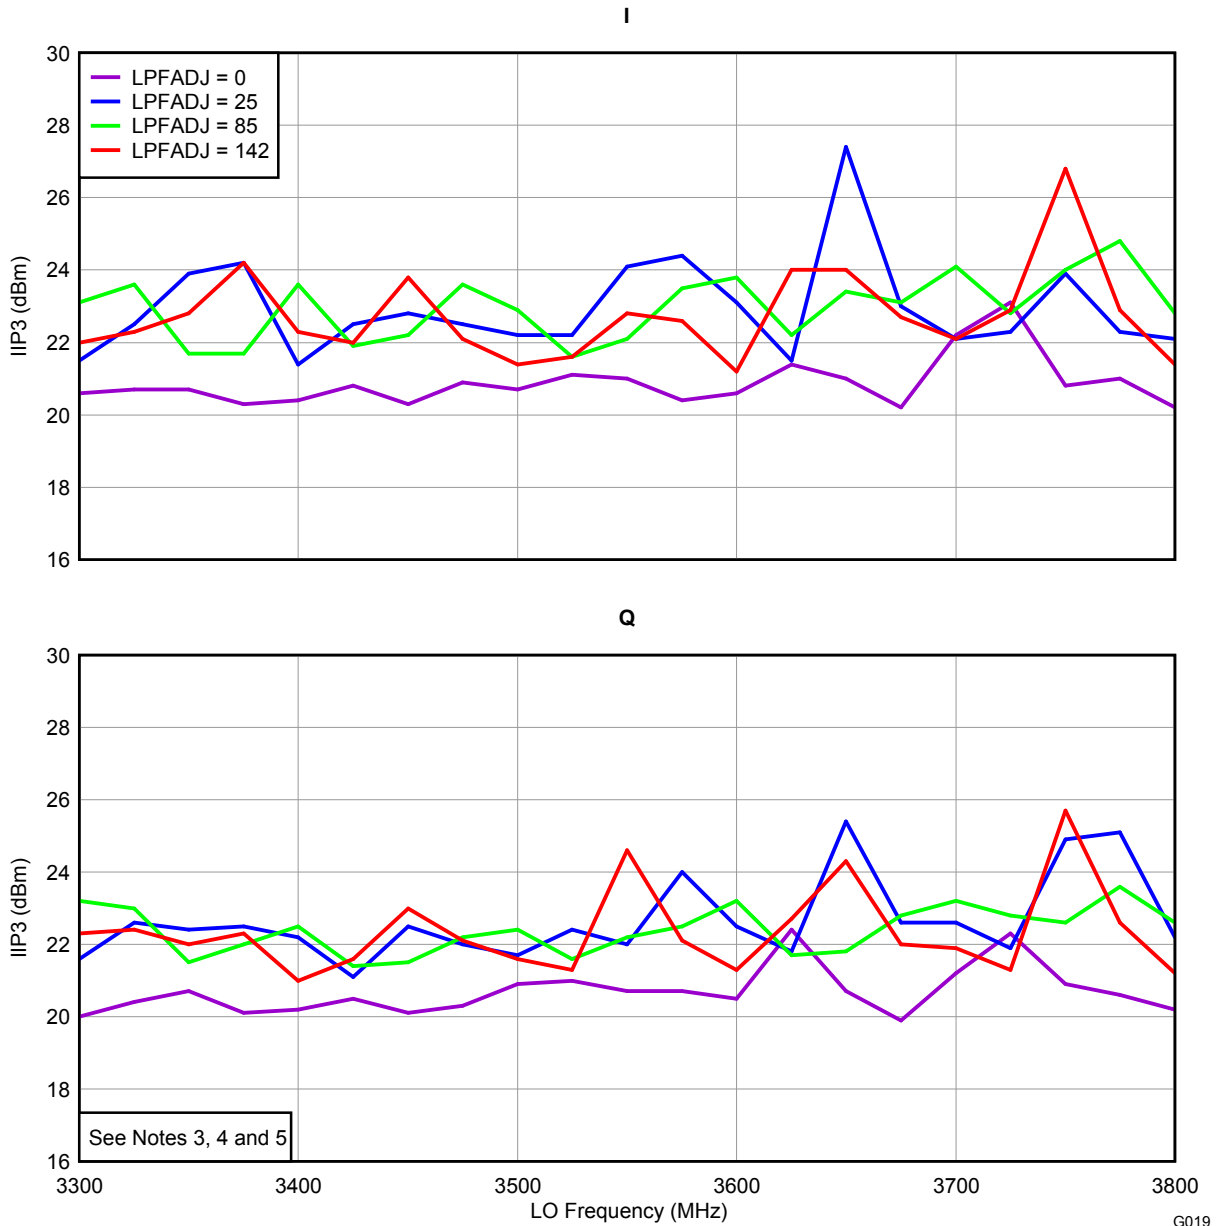 I
30
28
26
24
22
20
18
16
IIP3 (dBm)
LPFADJ = 0
LPFADJ = 25
LPFADJ = 85
LPFADJ = 142
Q
30
28
26
24
22
20
18
16
IIP3 (dBm)
See Notes 3, 4 and 5
3300 3400 3500 3600 3700 3800
LO Frequency (MHz)
G019